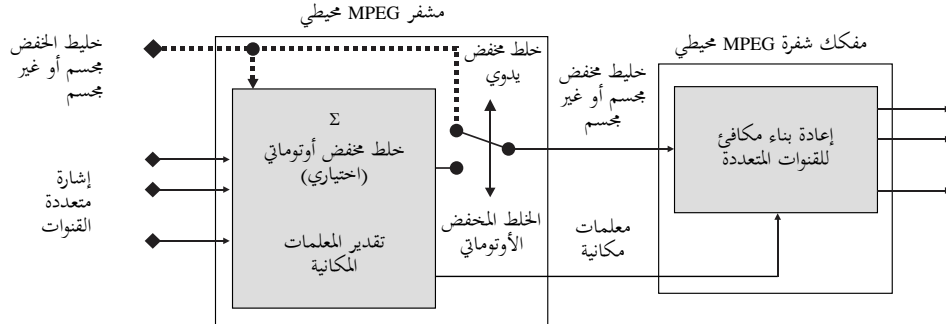 مشفر MPEG محيطي
مفكك شفرة MPEG محيطي
خليط الخفض
مجسم أو غير
مجسم
خلط مخفض
يدوي
خليط مخفض
مجسم أو غير
مجسم
Σ
خلط مخفض أوتوماتي
(اختياري)
إعادة بناء مكافئ
للقنوات المتعددة
إشارة
متعددة
القنوات
الخلط المخفض
الأوتوماتي
تقدير المعلمات
المكانية
معلمات
مكانية